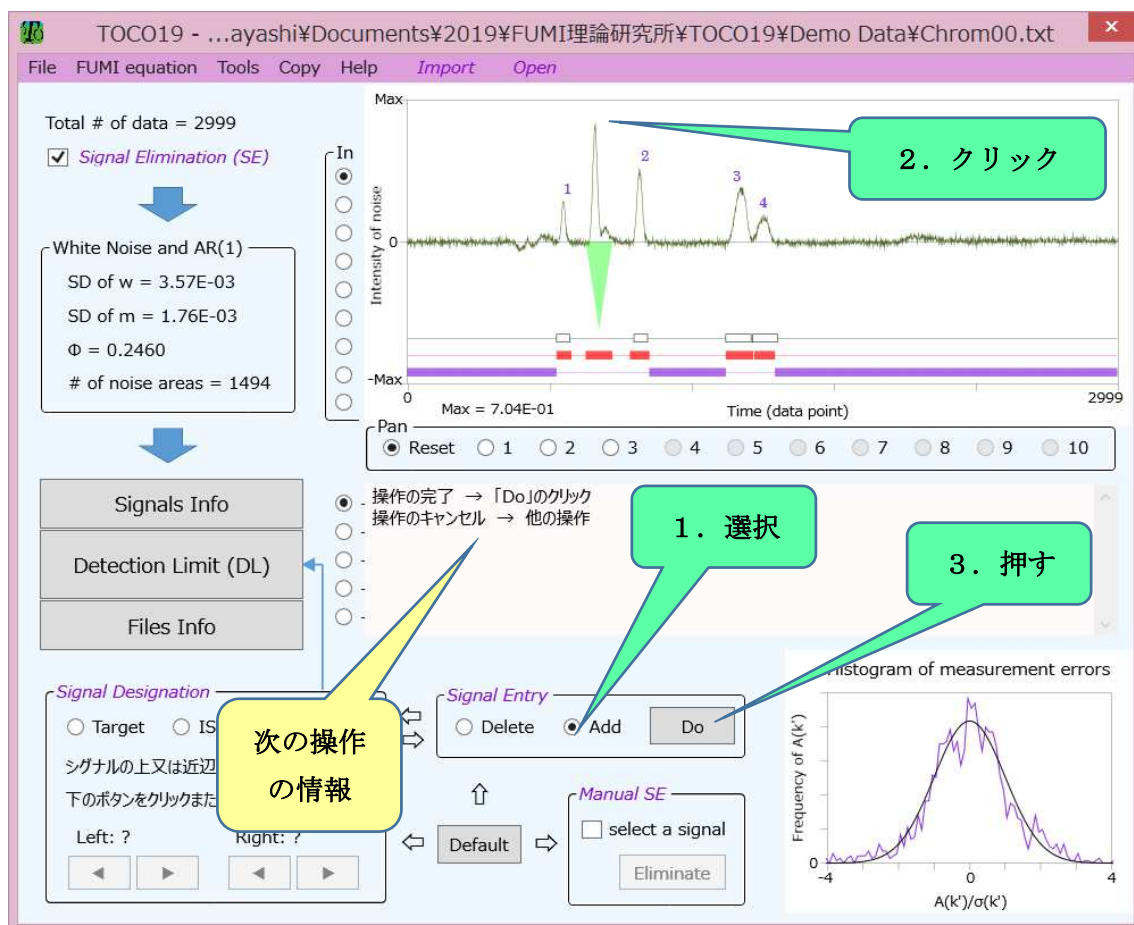 TOCO19 - ...ayashi¥Documents¥2019¥FUMI理論研究所¥TOCO19¥Demo Data¥Chrom00.txt
×
File FUMI equation Tools Copy Help Import Open
Total # of data = 2999
Signal Elimination (SE)
White Noise and AR(1)
SD of w = 3.57E-03
SD of m = 1.76E-03
Φ = 0.2460
# of noise areas = 1494
In
Max
Intensity of noise
0
-Max
1
2
3
4
2．クリック
0
2999
Max = 7.04E-01
Time (data point)
Pan
Reset 1 2 3 4 5 6 7 8 9 10
Signals Info
Detection Limit (DL)
Files Info
操作の完了 → 「Do」のクリック
操作のキャンセル → 他の操作
1．選択
3．押す
Signal Designation
Target IS
シグナルの上又は近辺
下のボタンをクリックまた
Left: ?
Right: ?
次の操作
の情報
Signal Entry
Delete Add Do
Default
Manual SE
select a signal
Eliminate
Histogram of measurement errors
Frequency of A(k')
0
-4
0
4
A(k')/σ(k')